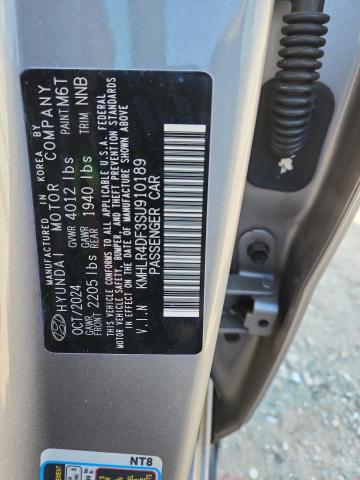 MANUFACTURED IN KOREA BY
HYUNDAI MOTOR COMPANY
OCT/2024 GVWR 4012 lbs PAINT M6T
GAWR FRONT 2205 lbs GAWR REAR 1940 lbs TRIM NNB
THIS VEHICLE CONFORMS TO ALL APPLICABLE U.S.A. FEDERAL
MOTOR VEHICLE SAFETY, BUMPER, AND THEFT PREVENTION STANDARDS
IN EFFECT ON THE DATE OF MANUFACTURE SHOWN ABOVE
V.I.N KMHLR4DF3SD910189
PASSENGER CAR
NT8